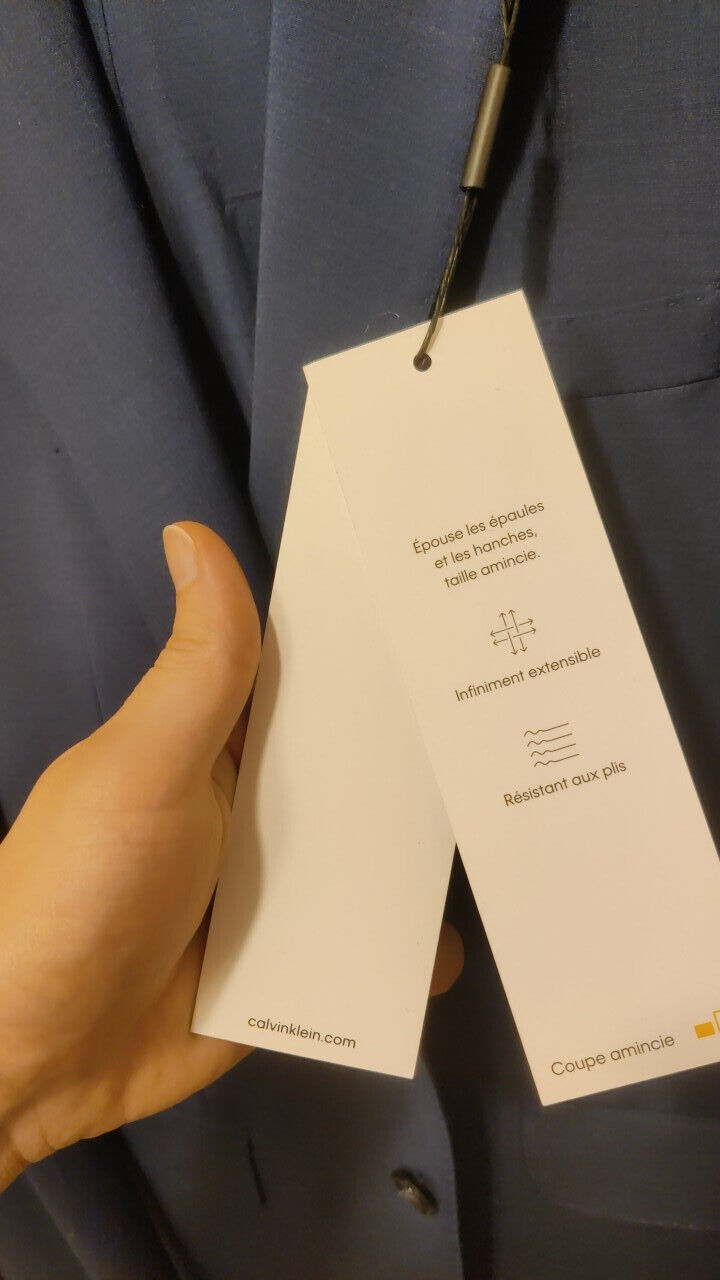 Épouse les épaules
et les hanches,
taille amincie.
Infiniment extensible
Résistant aux plis
Coupe amincie
calvinklein.com